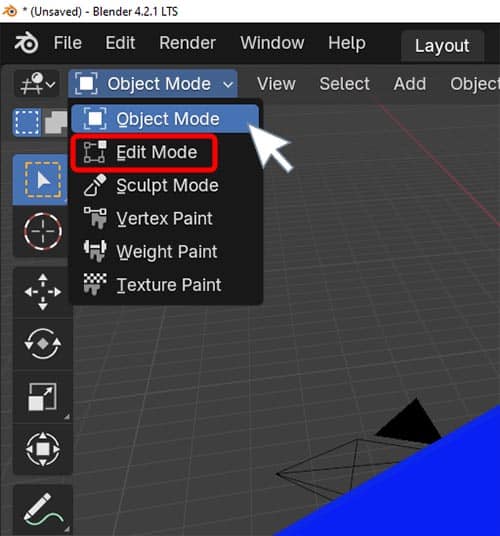 * (Unsaved) - Blender 4.2.1 LTS
File Edit Render Window Help Layout
Object Mode View Select Add Object
Object Mode
Edit Mode
Sculpt Mode
Vertex Paint
Weight Paint
Texture Paint